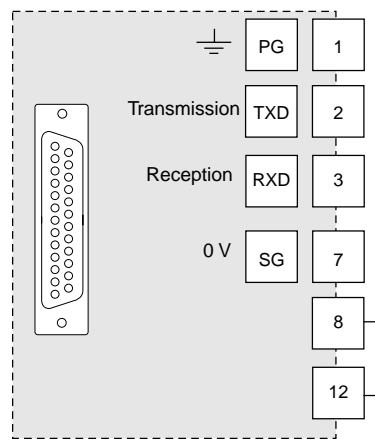 PG 1
Transmission TXD 2
Reception RXD 3
0 V SG 7
8
12